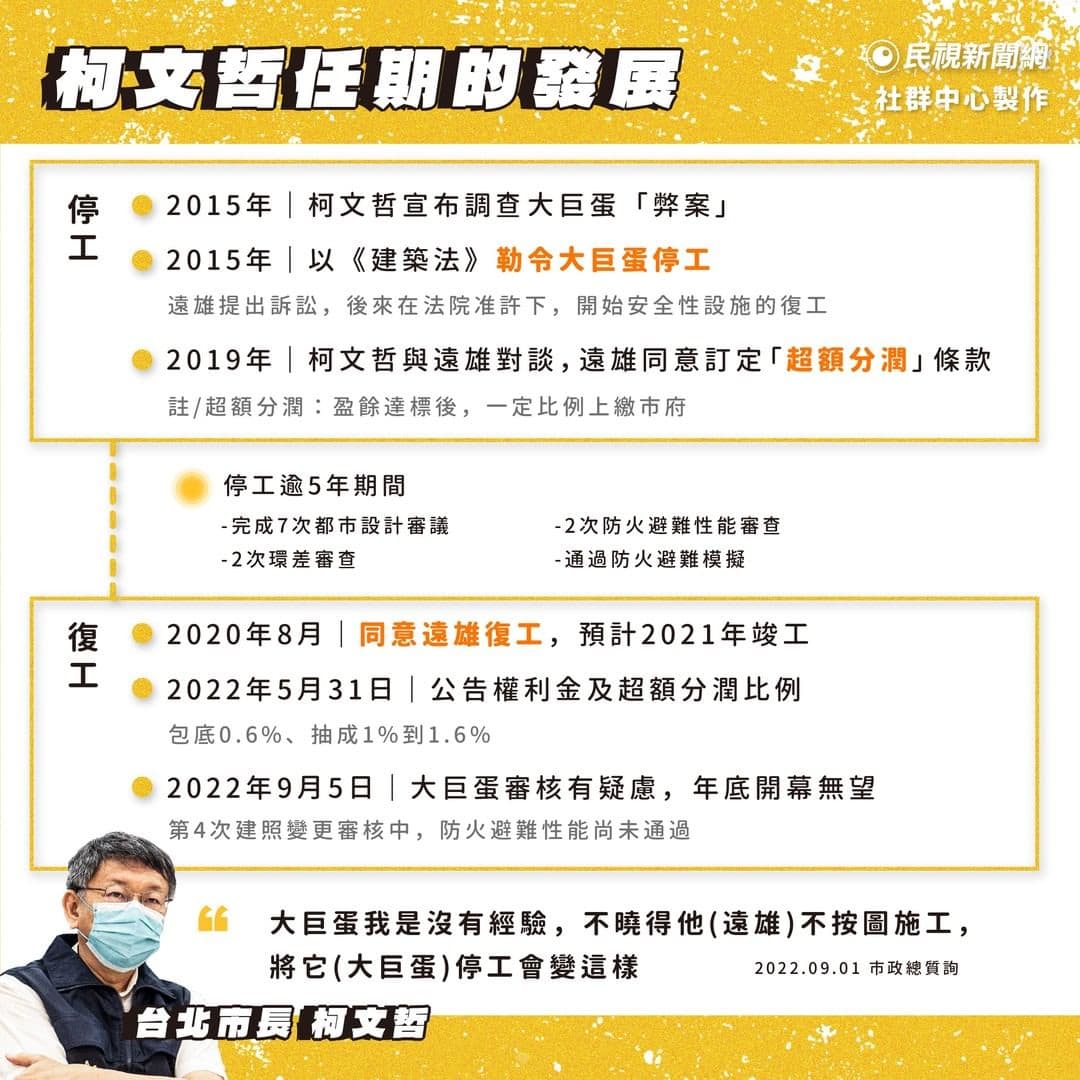 柯文哲任期的發展
民視新聞網
社群中心製作
停工
2015年｜柯文哲宣布調查大巨蛋「弊案」
2015年｜以《建築法》勒令大巨蛋停工
遠雄提出訴訟，後來在法院准許下，開始安全性設施的復工
2019年｜柯文哲與遠雄對談，遠雄同意訂定「超額分潤」條款
註/超額分潤：盈餘達標後，一定比例上繳市府
停工逾5年期間
-完成7次都市設計審議
-2次防火避難性能審查
-2次環差審查
-通過防火避難模擬
復工
2020年8月｜同意遠雄復工，預計2021年竣工
2022年5月31日｜公告權利金及超額分潤比例
包底0.6%、抽成1%到1.6%
2022年9月5日｜大巨蛋審核有疑慮，年底開幕無望
第4次建照變更審核中，防火避難性能尚未通過
“
大巨蛋我是沒有經驗，不曉得他(遠雄)不按圖施工，
將它(大巨蛋)停工會變這樣
2022.09.01 市政總質詢
台北市長 柯文哲